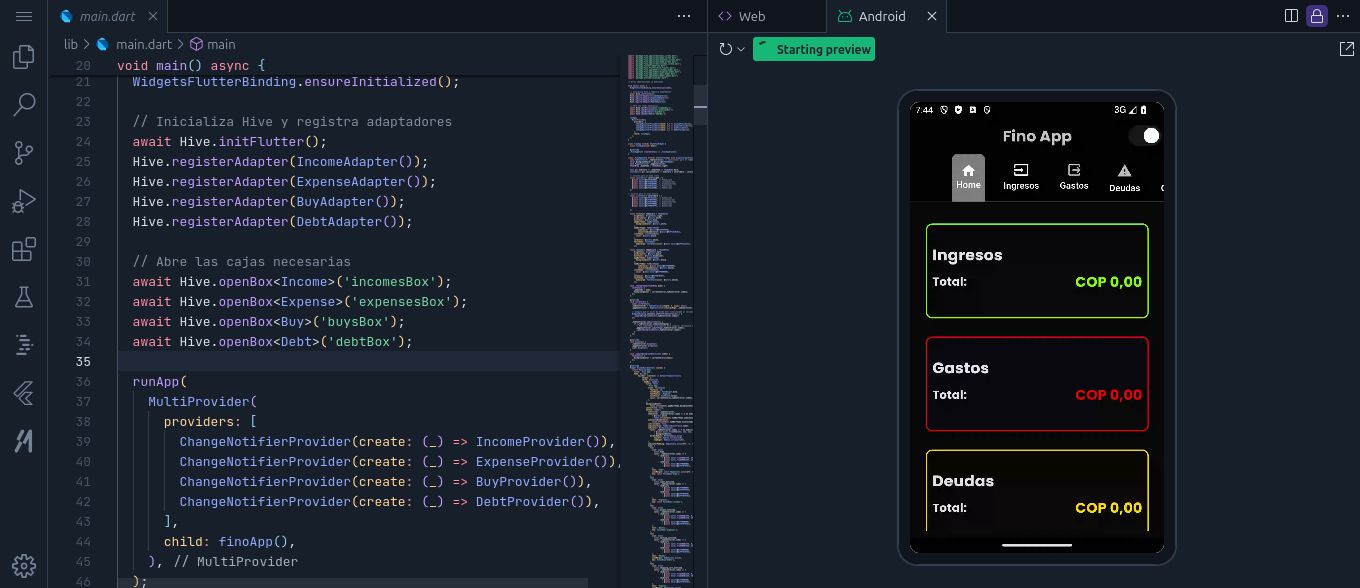 main.dart
lib > main.dart > main
20 void main() async {
21 WidgetsFlutterBinding.ensureInitialized();
22
23 // Inicializa Hive y registra adaptadores
24 await Hive.initFlutter();
25 Hive.registerAdapter(IncomeAdapter());
26 Hive.registerAdapter(ExpenseAdapter());
27 Hive.registerAdapter(BuyAdapter());
28 Hive.registerAdapter(DebtAdapter());
29
30 // Abre las cajas necesarias
31 await Hive.openBox<Income>('incomesBox');
32 await Hive.openBox<Expense>('expensesBox');
33 await Hive.openBox<Buy>('buysBox');
34 await Hive.openBox<Debt>('debtBox');
35
36 runApp(
37 MultiProvider(
38 providers: [
39 ChangeNotifierProvider(create: (_) => IncomeProvider()),
40 ChangeNotifierProvider(create: (_) => ExpenseProvider()),
41 ChangeNotifierProvider(create: (_) => BuyProvider()),
42 ChangeNotifierProvider(create: (_) => DebtProvider()),
43 ],
44 child: finoApp(),
45 ), // MultiProvider
46 );
Web
Android
Starting preview
7:44 3G
Fino App
Home Ingresos Gastos Deudas
Ingresos
Total: COP 0,00
Gastos
Total: COP 0,00
Deudas
Total: COP 0,00